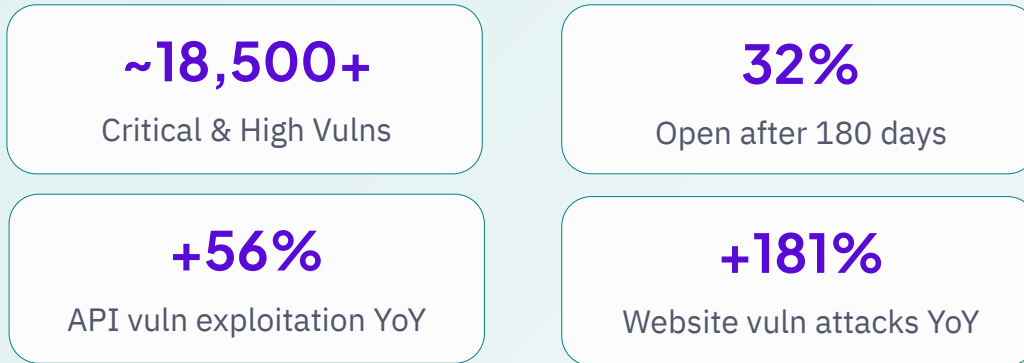 ~18,500+
Critical & High Vulns
32%
Open after 180 days
+56%
API vuln exploitation YoY
+181%
Website vuln attacks YoY